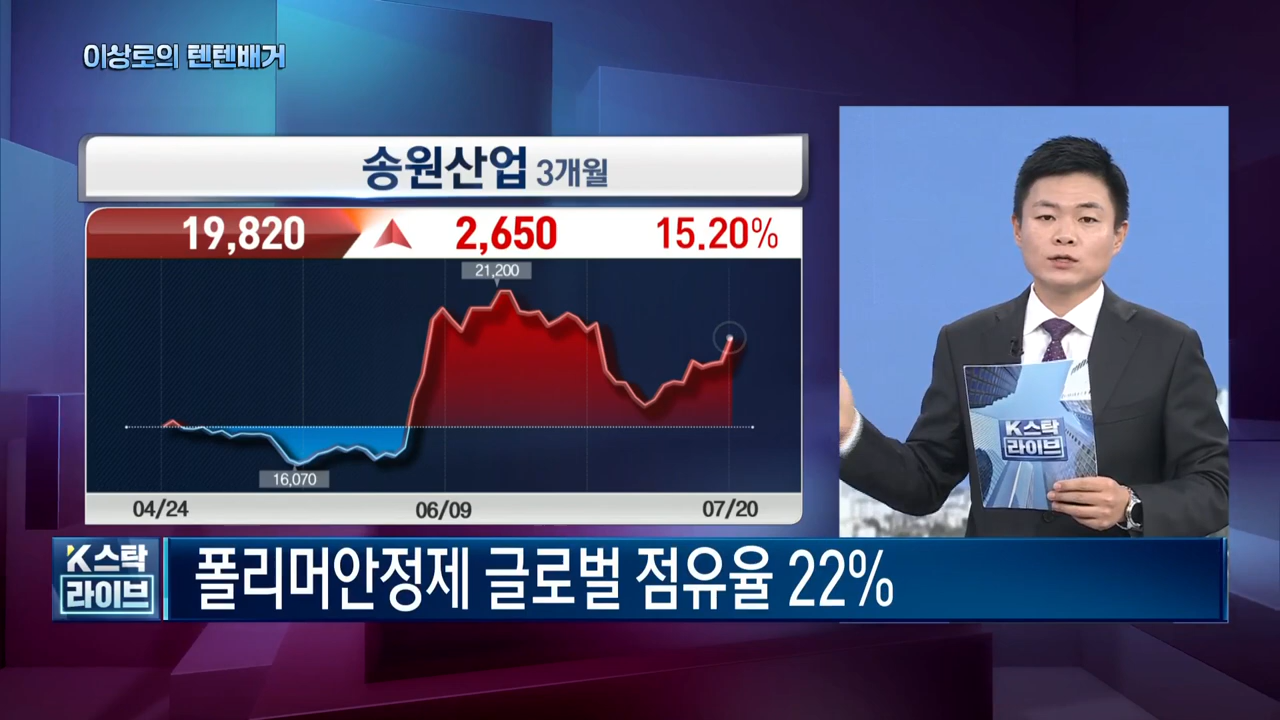 이상로의 텐텐배거
송원산업 3개월
19,820 ▲ 2,650 15.20%
21,200
16,070
04/24 06/09 07/20
K스탁
라이브
K스탁
라이브
폴리머안정제 글로벌 점유율 22%